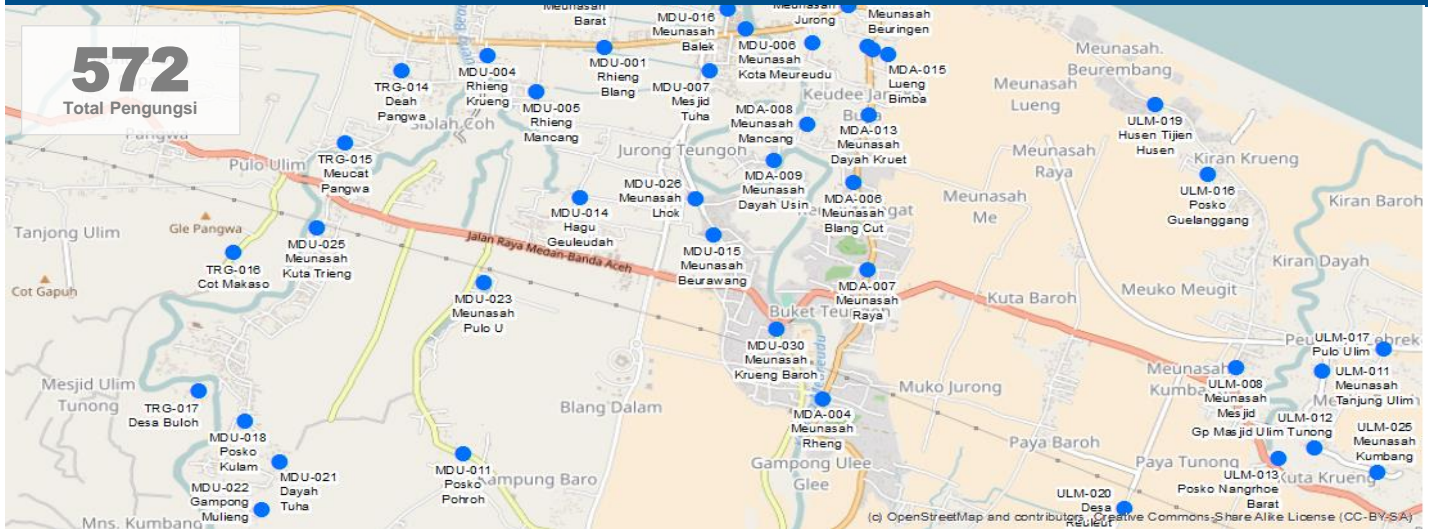 572
Total Pengungsi
Meunasah
Barat
MDU-016
Meunasah
Balek
Meunasah
Jurong
Meunasah
Beuringen
MDU-006
Meunasah
Kota Meureudu
MDU-001
Rhieng
Blang
MDU-004
Rhieng
Krueng
MDU-005
Rhieng
Mancang
TRG-014
Deah
Pangwa
MDU-007
Mesjid
Tuha
MDA-015
Lueng
Bimba
MDA-008
Meunasah
Mancang
MDA-013
Meunasah
Dayah Kruet
MDA-009
Meunasah
Dayah Usin
MDA-006
Meunasah
Blang Cut
Meunasah.
Beurembang
Meunasah
Lueng
ULM-019
Husen Tijien
Husen
Kiran Krueng
ULM-016
Posko
Guelanggang
Kiran Baroh
Kiran Dayah
Meunasah
Raya
Meunasah
Me
Siblah Coh
Jurong Teungoh
Pangwa
Pulo Ulim
TRG-015
Meucat
Pangwa
Gle Pangwa
Tanjong Ulim
Cot Gapuh
TRG-016
Cot Makaso
MDU-025
Meunasah
Kuta Trieng
MDU-014
Hagu
Geuleudah
MDU-026
Meunasah
Lhok
MDU-015
Meunasah
Beurawang
Jalan Raya Medan-Banda Aceh
MDU-023
Meunasah
Pulo U
MDA-007
Meunasah
Raya
Buket Teungoh
MDU-030
Meunasah
Krueng Baroh
Kuta Baroh
Meuko Meugit
ULM-017
Pulo Ulim
ULM-011
Meunasah
Tanjung Ulim
ULM-008
Meunasah
Mesjid
Gp Masjid Ulim Tunong
ULM-012
ULM-025
Meunasah
Kumbang
ULM-013
Posko Nangrhoe
Barat
Kuta Krueng
Muko Jurong
Paya Baroh
Paya Tunong
Mesjid Ulim
Tunong
TRG-017
Desa Buloh
MDU-018
Posko
Kulam
MDU-021
Dayah
Tuha
MDU-022
Gampong
Mulieng
Mns. Kumbang
MDU-011
Posko
Pohroh
Kampung Baro
Blang Dalam
MDA-004
Meunasah
Rheng
Gampong Ulee
Glee
ULM-020
Desa
Reuleut
(c) OpenStreetMap and contributors, Creative Commons-Share Alike License (CC-BY-SA)